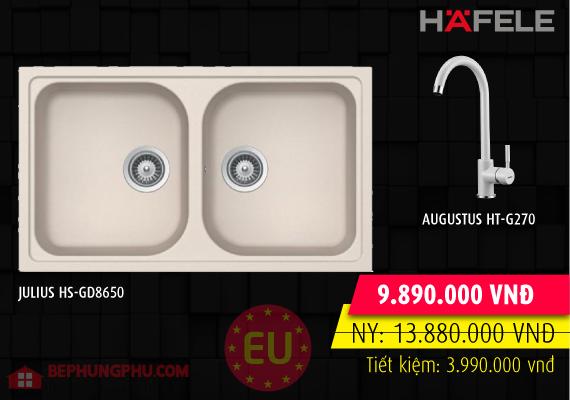 HÄFELE
AUGUSTUS HT-G270
JULIUS HS-GD8650
9.890.000 VNĐ
NY: 13.880.000 VNĐ
Tiết kiệm: 3.990.000 vnđ
EU
BEPHUNGPHU.COM